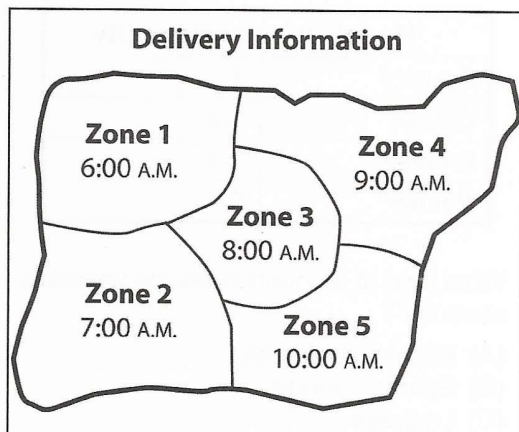 Delivery Information
Zone 1
6:00 A.M.
Zone 4
9:00 A.M.
Zone 3
8:00 A.M.
Zone 2
7:00 A.M.
Zone 5
10:00 A.M.